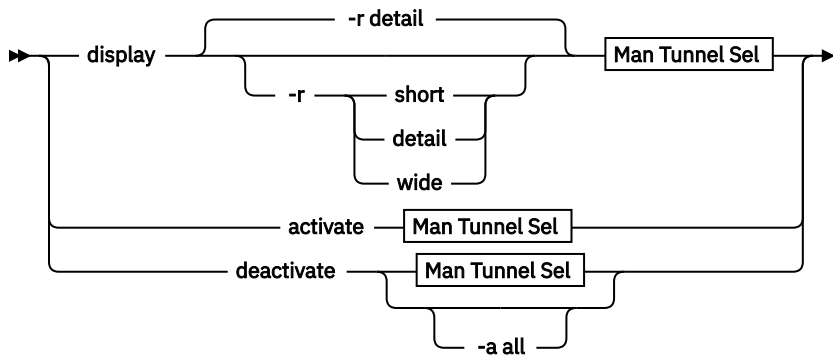 -r detail
display Man Tunnel Sel
-r short
detail
wide
activate Man Tunnel Sel
deactivate Man Tunnel Sel
-a all